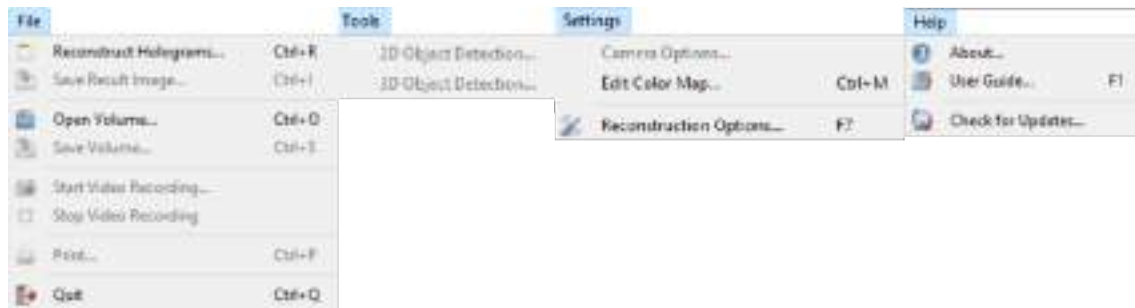 File
Reconstruct Holograms... Ctrl+R
Save Result Image... Ctrl+I
Open Volume... Ctrl+O
Save Volume... Ctrl+S
Start Video Recording...
Stop Video Recording
Print... Ctrl+P
Quit Ctrl+Q
Tools
Object Detection...
Object Detection...
Settings
Camera Options...
Edit Color Map... Ctrl+M
Reconstruction Options... F7
Help
About...
User Guide... F1
Check for Updates...